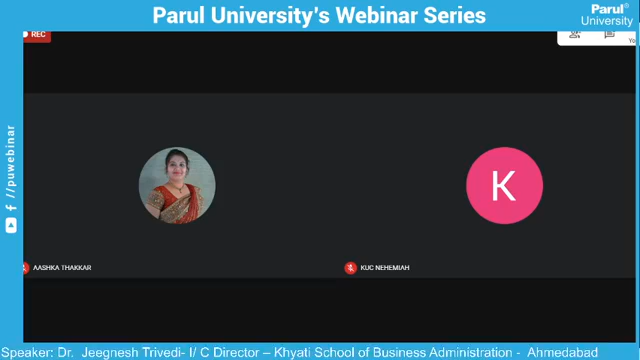 Parul University's Webinar Series
Parul®
University
REC
Yo
//puwebinar
K
AASHKA THAKKAR
KUC NEHEMIAH
Speaker: Dr. Jeegnesh Trivedi- I/ C Director – Khyati School of Business Administration - Ahmedabad